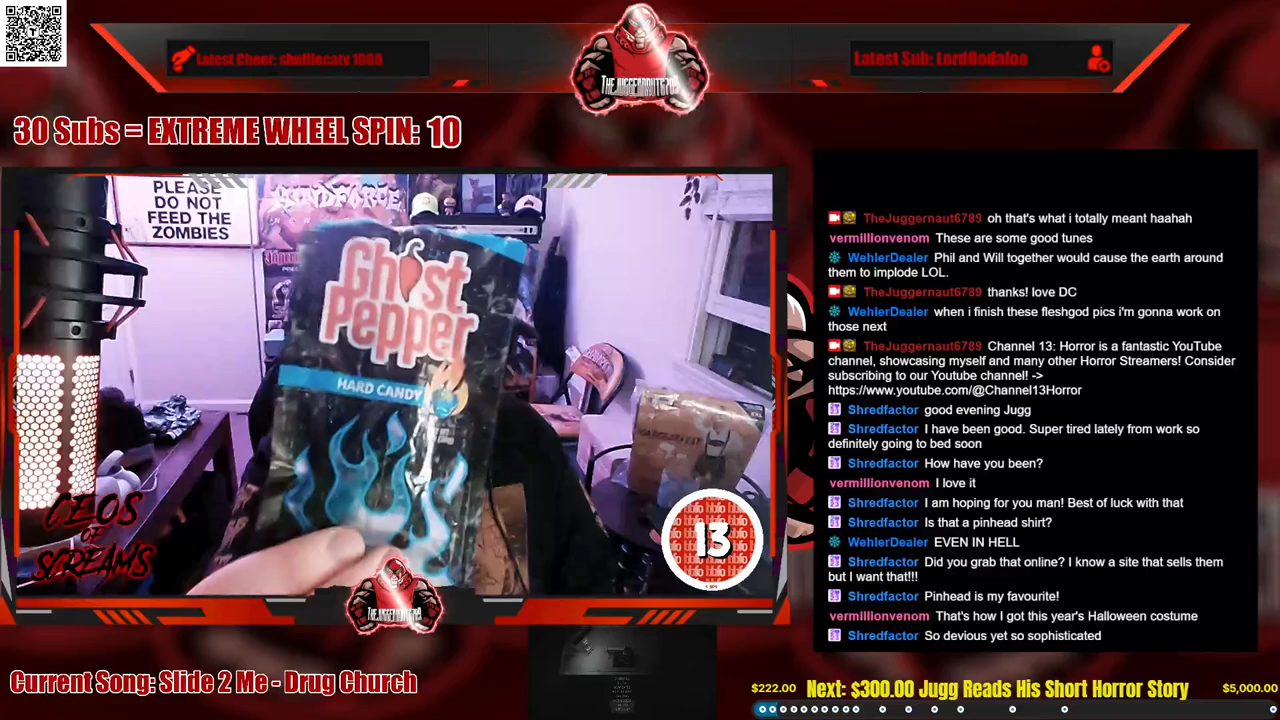 Latest Cheer: shufflecatv 1000
THEJUGGERNAUT6789
Latest Sub: LordOodaloo
30 Subs = EXTREME WHEEL SPIN: 10
PLEASE
DO NOT
FEED THE
ZOMBIES
MINDFORCE
Ghost
Pepper
HARD CANDY
CEOS
OF
SCREAMS
13
THEJUGGERNAUT6789
Current Song: Slide 2 Me - Drug Church
TheJuggernaut6789 oh that's what i totally meant haahah
vermillionvenom These are some good tunes
WehlerDealer Phil and Will together would cause the earth around
them to implode LOL.
TheJuggernaut6789 thanks! love DC
WehlerDealer when i finish these fleshgod pics i'm gonna work on
those next
TheJuggernaut6789 Channel 13: Horror is a fantastic YouTube
channel, showcasing myself and many other Horror Streamers! Consider
subscribing to our Youtube channel! ->
https://www.youtube.com/@Channel13Horror
Shredfactor good evening Jugg
Shredfactor I have been good. Super tired lately from work so
definitely going to bed soon
Shredfactor How have you been?
vermillionvenom I love it
Shredfactor I am hoping for you man! Best of luck with that
Shredfactor Is that a pinhead shirt?
WehlerDealer EVEN IN HELL
Shredfactor Did you grab that online? I know a site that sells them
but I want that!!!
Shredfactor Pinhead is my favourite!
vermillionvenom That's how I got this year's Halloween costume
Shredfactor So devious yet so sophisticated
$222.00 Next: $300.00 Jugg Reads His Short Horror Story $5,000.00